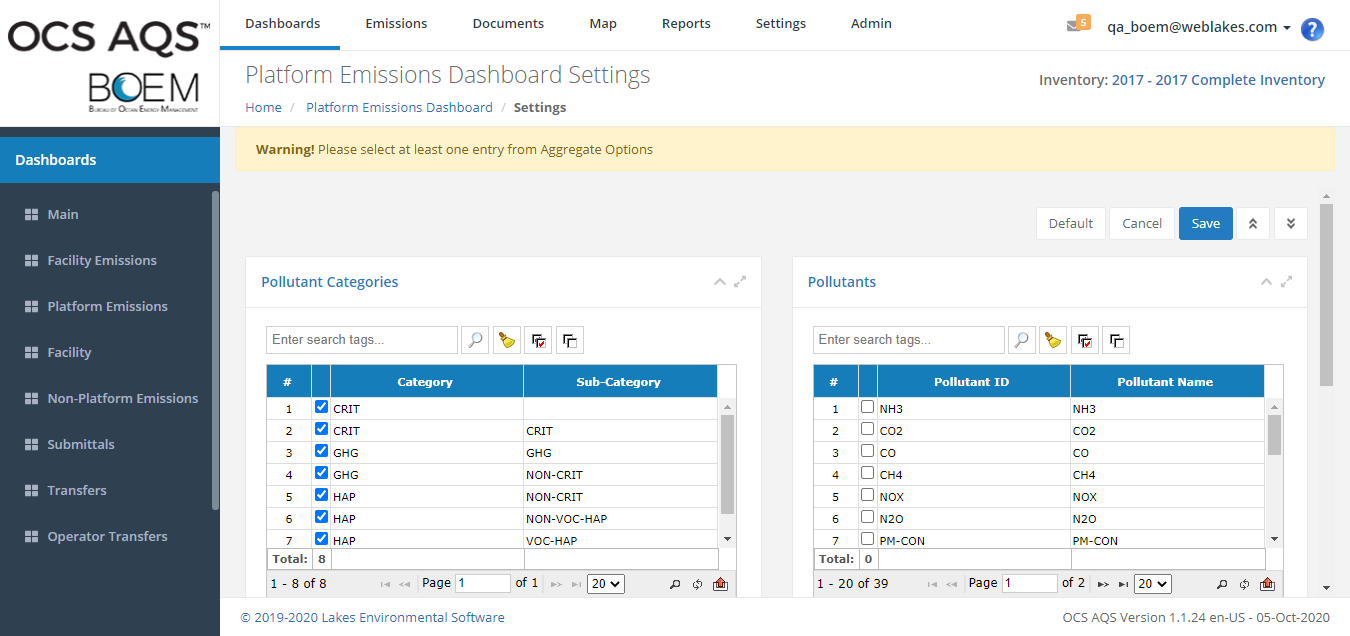 OCS AQS™
BOEM
BUREAU OF OCEAN ENERGY MANAGEMENT
Dashboards Emissions Documents Map Reports Settings Admin
5 qa_boem@weblakes.com ?
Platform Emissions Dashboard Settings
Home / Platform Emissions Dashboard / Settings
Inventory: 2017 - 2017 Complete Inventory
Warning! Please select at least one entry from Aggregate Options
Dashboards
Main
Facility Emissions
Platform Emissions
Facility
Non-Platform Emissions
Submittals
Transfers
Operator Transfers
Default Cancel Save
Pollutant Categories
Enter search tags...
# Category Sub-Category
1 CRIT
2 CRIT CRIT
3 GHG GHG
4 GHG NON-CRIT
5 HAP NON-CRIT
6 HAP NON-VOC-HAP
7 HAP VOC-HAP
Total: 8
1 - 8 of 8 Page 1 of 1 20
Pollutants
Enter search tags...
# Pollutant ID Pollutant Name
1 NH3 NH3
2 CO2 CO2
3 CO CO
4 CH4 CH4
5 NOX NOX
6 N2O N2O
7 PM-CON PM-CON
Total: 0
1 - 20 of 39 Page 1 of 2 20
© 2019-2020 Lakes Environmental Software
OCS AQS Version 1.1.24 en-US - 05-Oct-2020